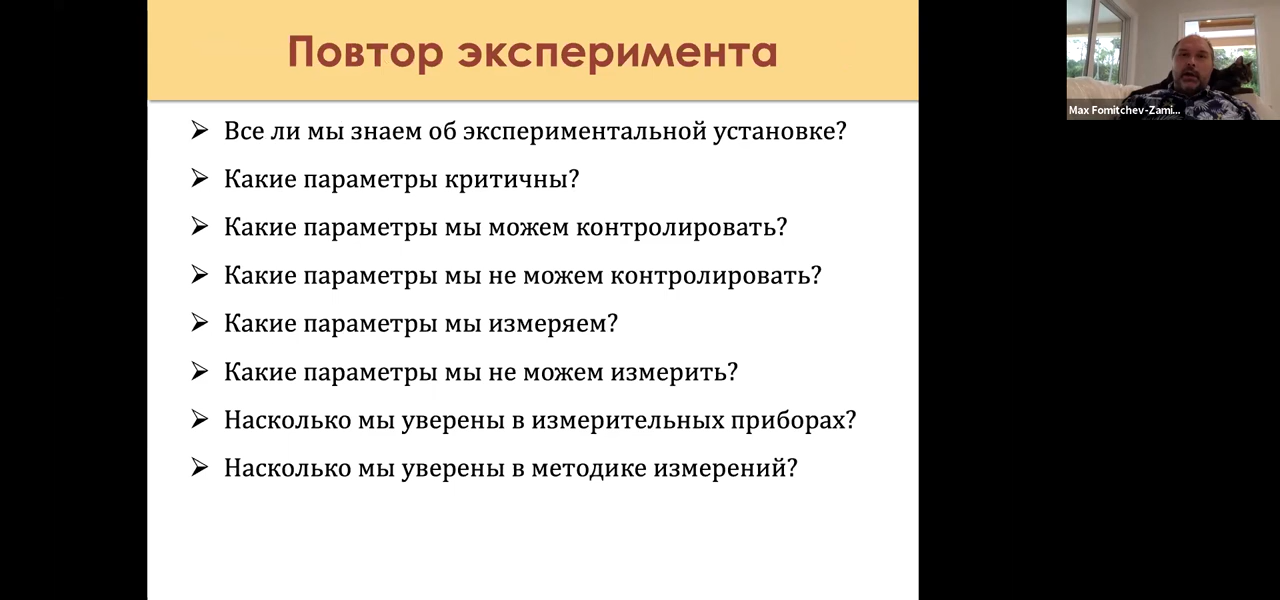 Повтор эксперимента
Все ли мы знаем об экспериментальной установке?
Какие параметры критичны?
Какие параметры мы можем контролировать?
Какие параметры мы не можем контролировать?
Какие параметры мы измеряем?
Какие параметры мы не можем измерить?
Насколько мы уверены в измерительных приборах?
Насколько мы уверены в методике измерений?
Max Fomitchev-Zami...